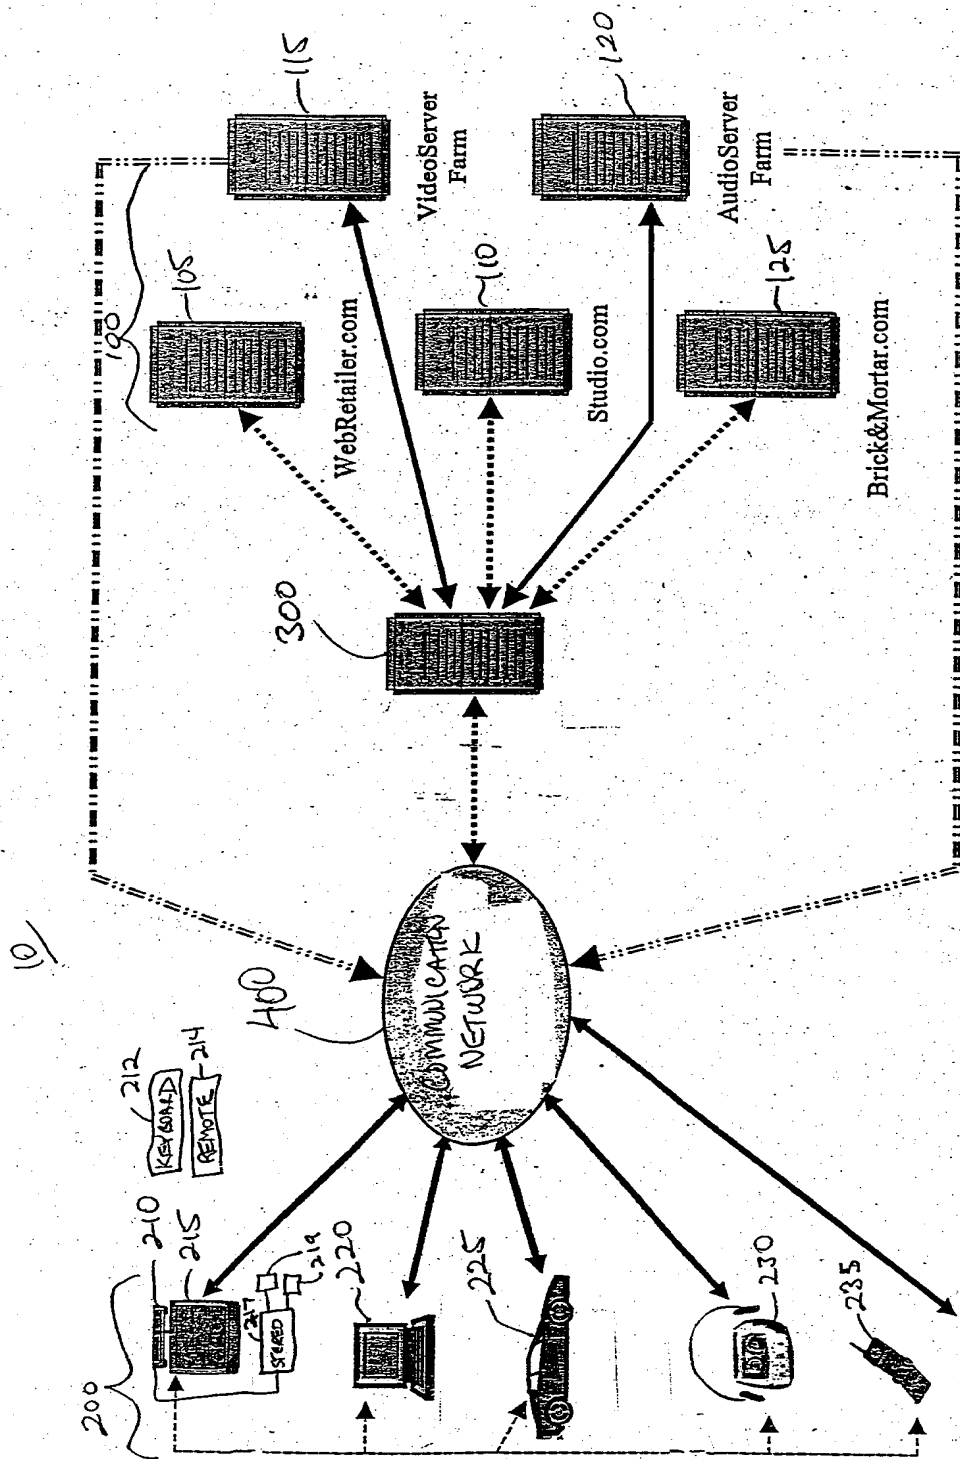 10
100
105
WebRetailer.com
115
VideoServer
Farm
110
Studio.com
120
AudioServer
Farm
125
Brick&Mortar.com
300
400
COMMUNICATION
NETWORK
200
210
215
KEYBOARD
212
REMOTE
214
217
STEREO
219
220
225
230
235